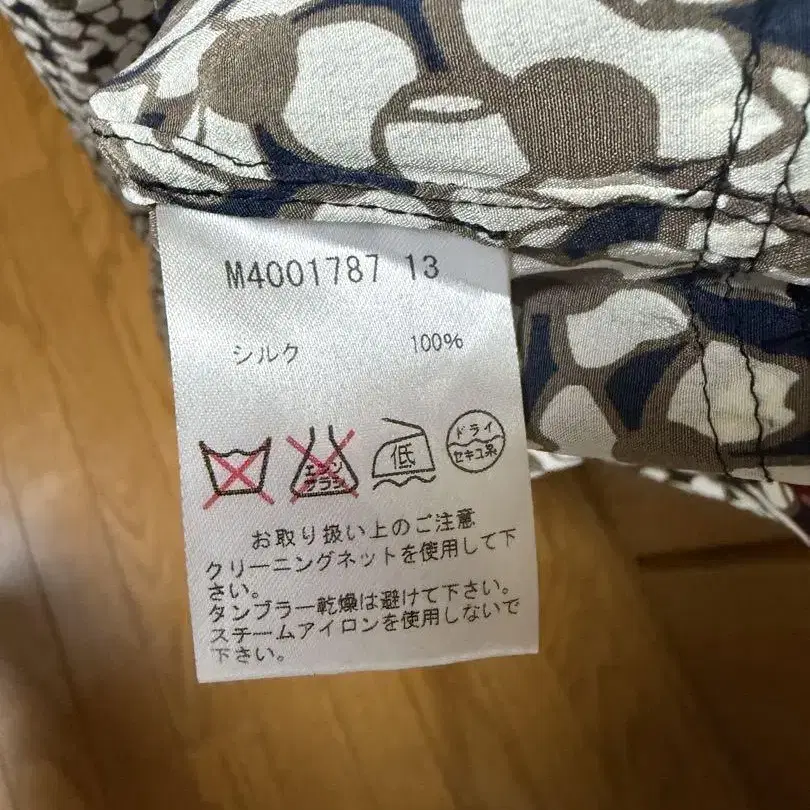 M4001787 13
シルク 100%
エンソ
サラシ
低
ドライ
セキユ系
お取り扱い上のご注意
クリーニングネットを使用して下
さい。
タンブラー乾燥は避けて下さい。
スチームアイロンを使用しないで
下さい。